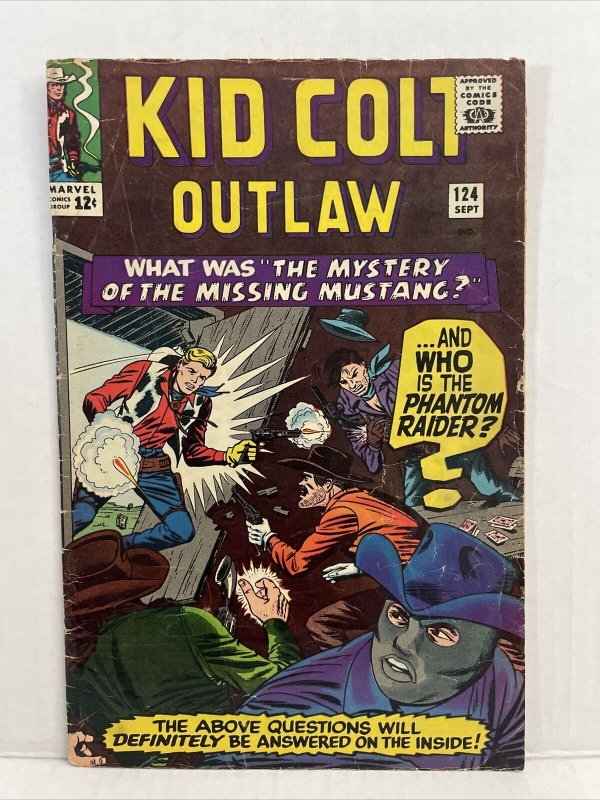 KID COLT
OUTLAW
APPROVED
BY THE
COMICS
CODE
CCA
AUTHORITY
MARVEL
COMICS
GROUP
12¢
124
SEPT
IND.
WHAT WAS "THE MYSTERY
OF THE MISSING MUSTANG?"
...AND
WHO
IS THE
PHANTOM
RAIDER?
THE ABOVE QUESTIONS WILL
DEFINITELY BE ANSWERED ON THE INSIDE!